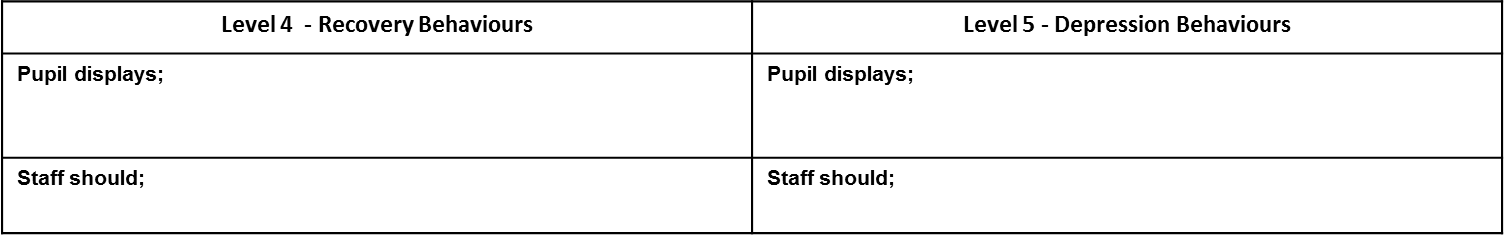 Level 4  - Recovery Behaviours
Level 5 - Depression Behaviours
Pupil displays;
Pupil displays;
Staff should;
Staff should;